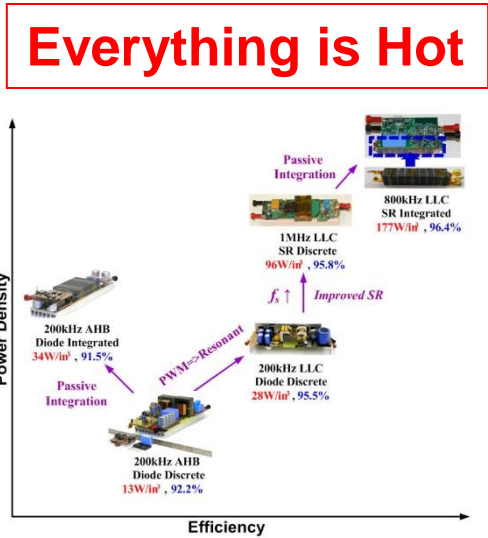 Everything is Hot
Passive
Integration
800kHz LLC
SR Integrated
177W/in³ , 96.4%
1MHz LLC
SR Discrete
96W/in³ , 95.8%
fs ↑ Improved SR
200kHz AHB
Diode Integrated
34W/in³ , 91.5%
PWM=>Resonant
200kHz LLC
Diode Discrete
28W/in³ , 95.5%
Passive
Integration
200kHz AHB
Diode Discrete
13W/in³ , 92.2%
Power Density
Efficiency